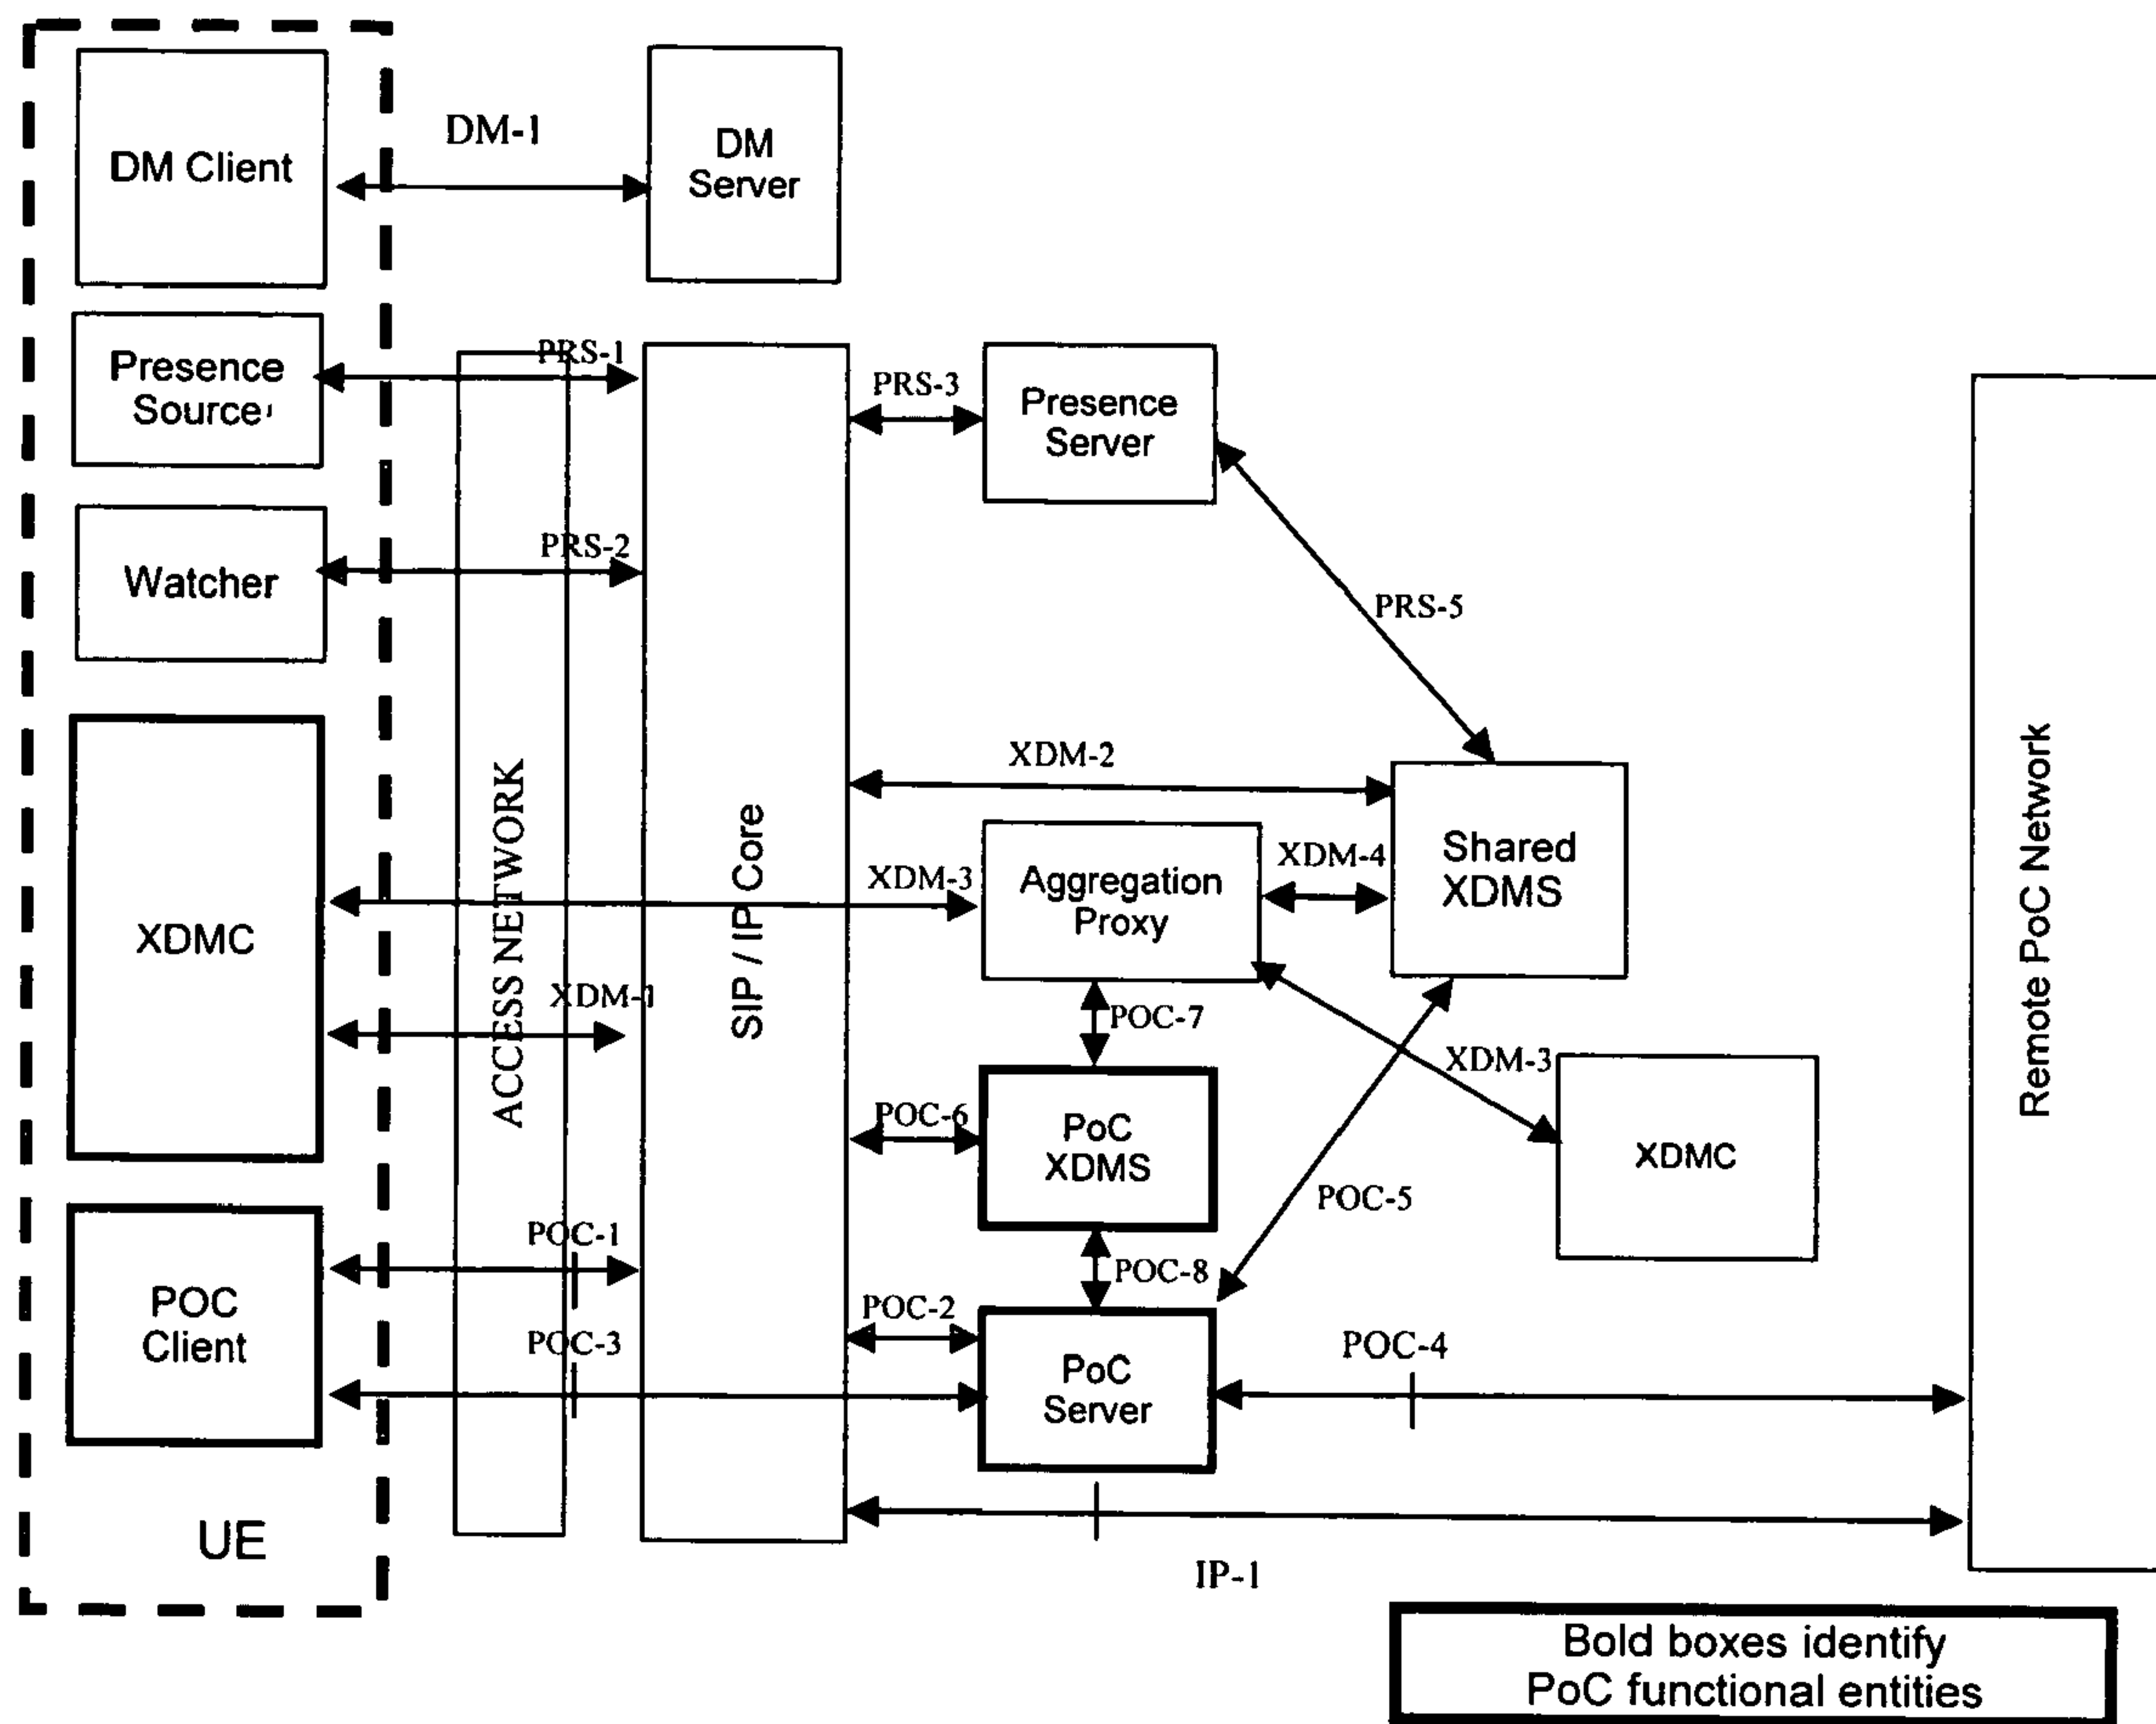 DM Client
DM-1
DM
Server
Presence
Source
PRS-1
PRS-3
Presence
Server
Watcher
PRS-2
PRS-5
XDMC
ACCESS NETWORK
SIP / IP Core
XDM-2
XDM-3
Aggregation
Proxy
XDM-4
Shared
XDMS
XDM-1
POC-7
XDM-3
XDMC
POC-6
PoC
XDMS
POC-5
POC-8
POC
Client
POC-1
POC-3
POC-2
PoC
Server
POC-4
Remote PoC Network
UE
IP-1
Bold boxes identify
PoC functional entities